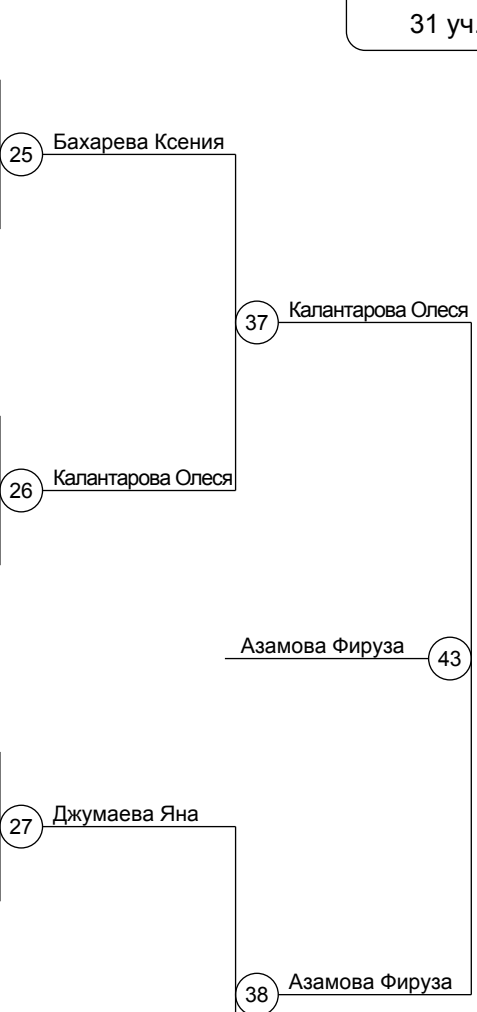 31 уч.
25 Бахарева Ксения
37 Калантарова Олеся
26 Калантарова Олеся
Азамова Фируза 43
27 Джумаева Яна
38 Азамова Фируза